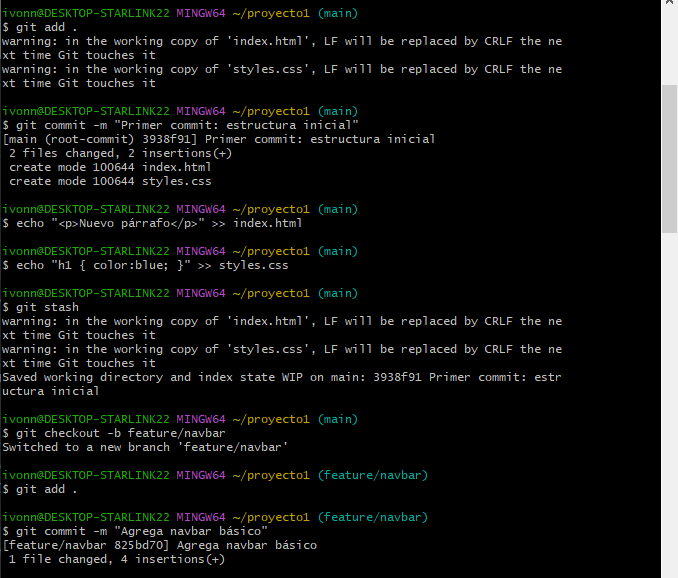 ivonn@DESKTOP-STARLINK22 MINGW64 ~/proyecto1 (main)
$ git add .
warning: in the working copy of 'index.html', LF will be replaced by CRLF the ne
xt time Git touches it
warning: in the working copy of 'styles.css', LF will be replaced by CRLF the ne
xt time Git touches it
ivonn@DESKTOP-STARLINK22 MINGW64 ~/proyecto1 (main)
$ git commit -m "Primer commit: estructura inicial"
[main (root-commit) 3938f91] Primer commit: estructura inicial
 2 files changed, 2 insertions(+)
 create mode 100644 index.html
 create mode 100644 styles.css
ivonn@DESKTOP-STARLINK22 MINGW64 ~/proyecto1 (main)
$ echo "<p>Nuevo párrafo</p>" >> index.html
ivonn@DESKTOP-STARLINK22 MINGW64 ~/proyecto1 (main)
$ echo "h1 { color:blue; }" >> styles.css
ivonn@DESKTOP-STARLINK22 MINGW64 ~/proyecto1 (main)
$ git stash
warning: in the working copy of 'index.html', LF will be replaced by CRLF the ne
xt time Git touches it
warning: in the working copy of 'styles.css', LF will be replaced by CRLF the ne
xt time Git touches it
Saved working directory and index state WIP on main: 3938f91 Primer commit: estr
uctura inicial
ivonn@DESKTOP-STARLINK22 MINGW64 ~/proyecto1 (main)
$ git checkout -b feature/navbar
Switched to a new branch 'feature/navbar'
ivonn@DESKTOP-STARLINK22 MINGW64 ~/proyecto1 (feature/navbar)
$ git add .
ivonn@DESKTOP-STARLINK22 MINGW64 ~/proyecto1 (feature/navbar)
$ git commit -m "Agrega navbar básico"
[feature/navbar 825bd70] Agrega navbar básico
 1 file changed, 4 insertions(+)